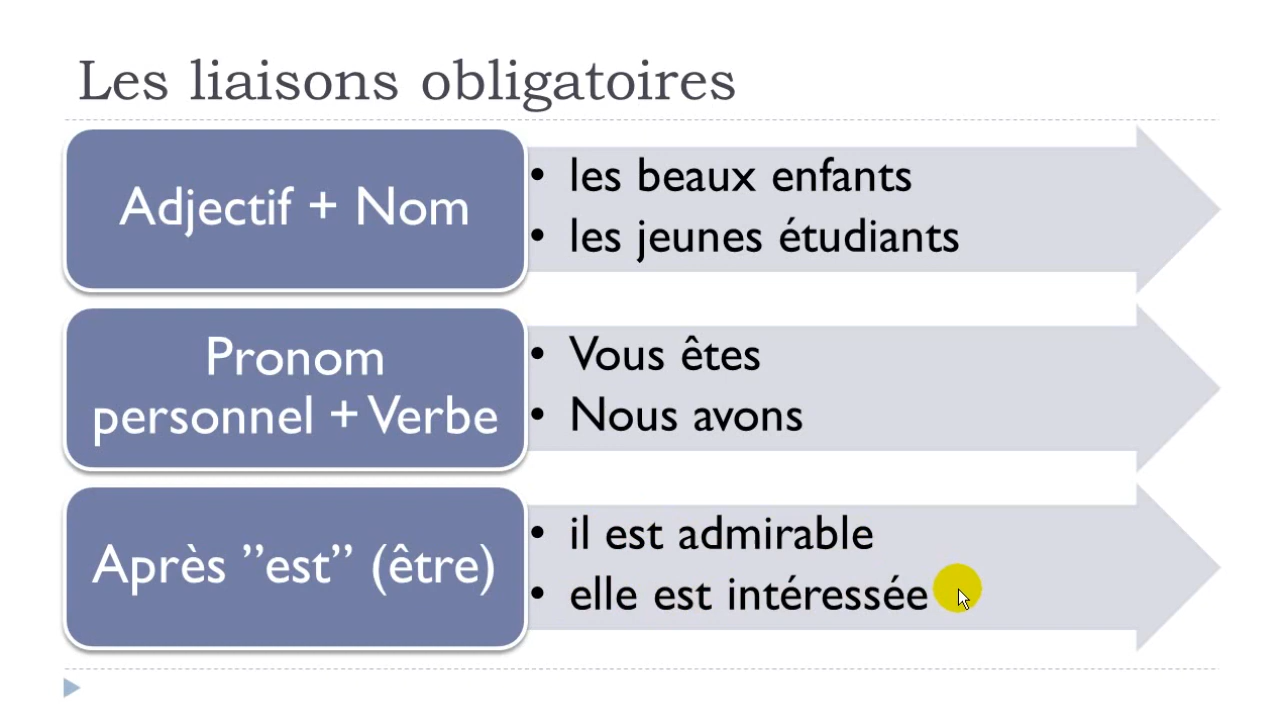 Les liaisons obligatoires
Adjectif + Nom
• les beaux enfants
• les jeunes étudiants
Pronom
personnel + Verbe
• Vous êtes
• Nous avons
Après ”est” (être)
• il est admirable
• elle est intéressée